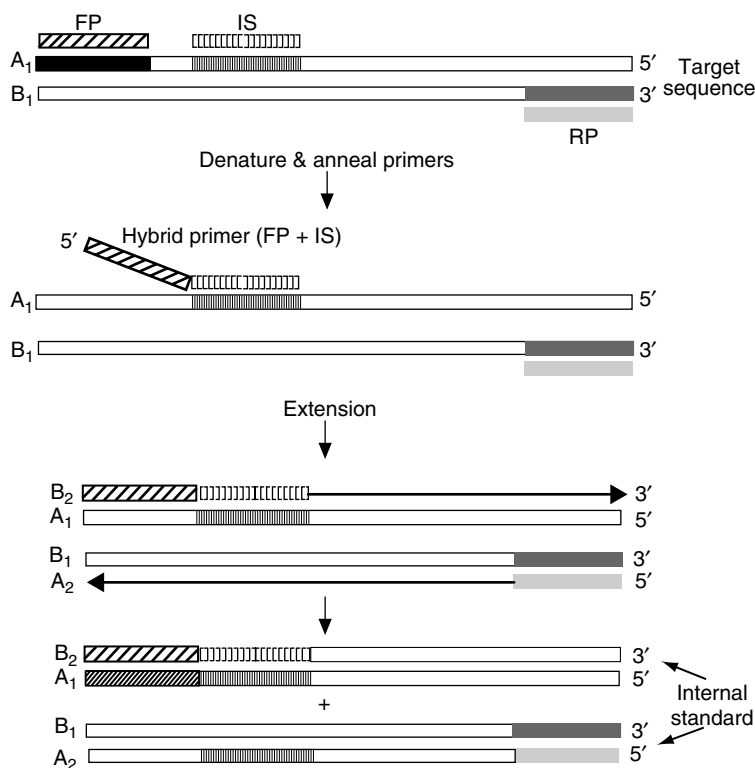 FP IS
A1 5′ Target
B1 3′ sequence
RP
Denature & anneal primers
5′ Hybrid primer (FP + IS)
A1 5′
B1 3′
Extension
B2 3′
A1 5′
B1 3′
A2 5′
B2 3′
A1 5′ Internal
+ standard
B1 3′
A2 5′